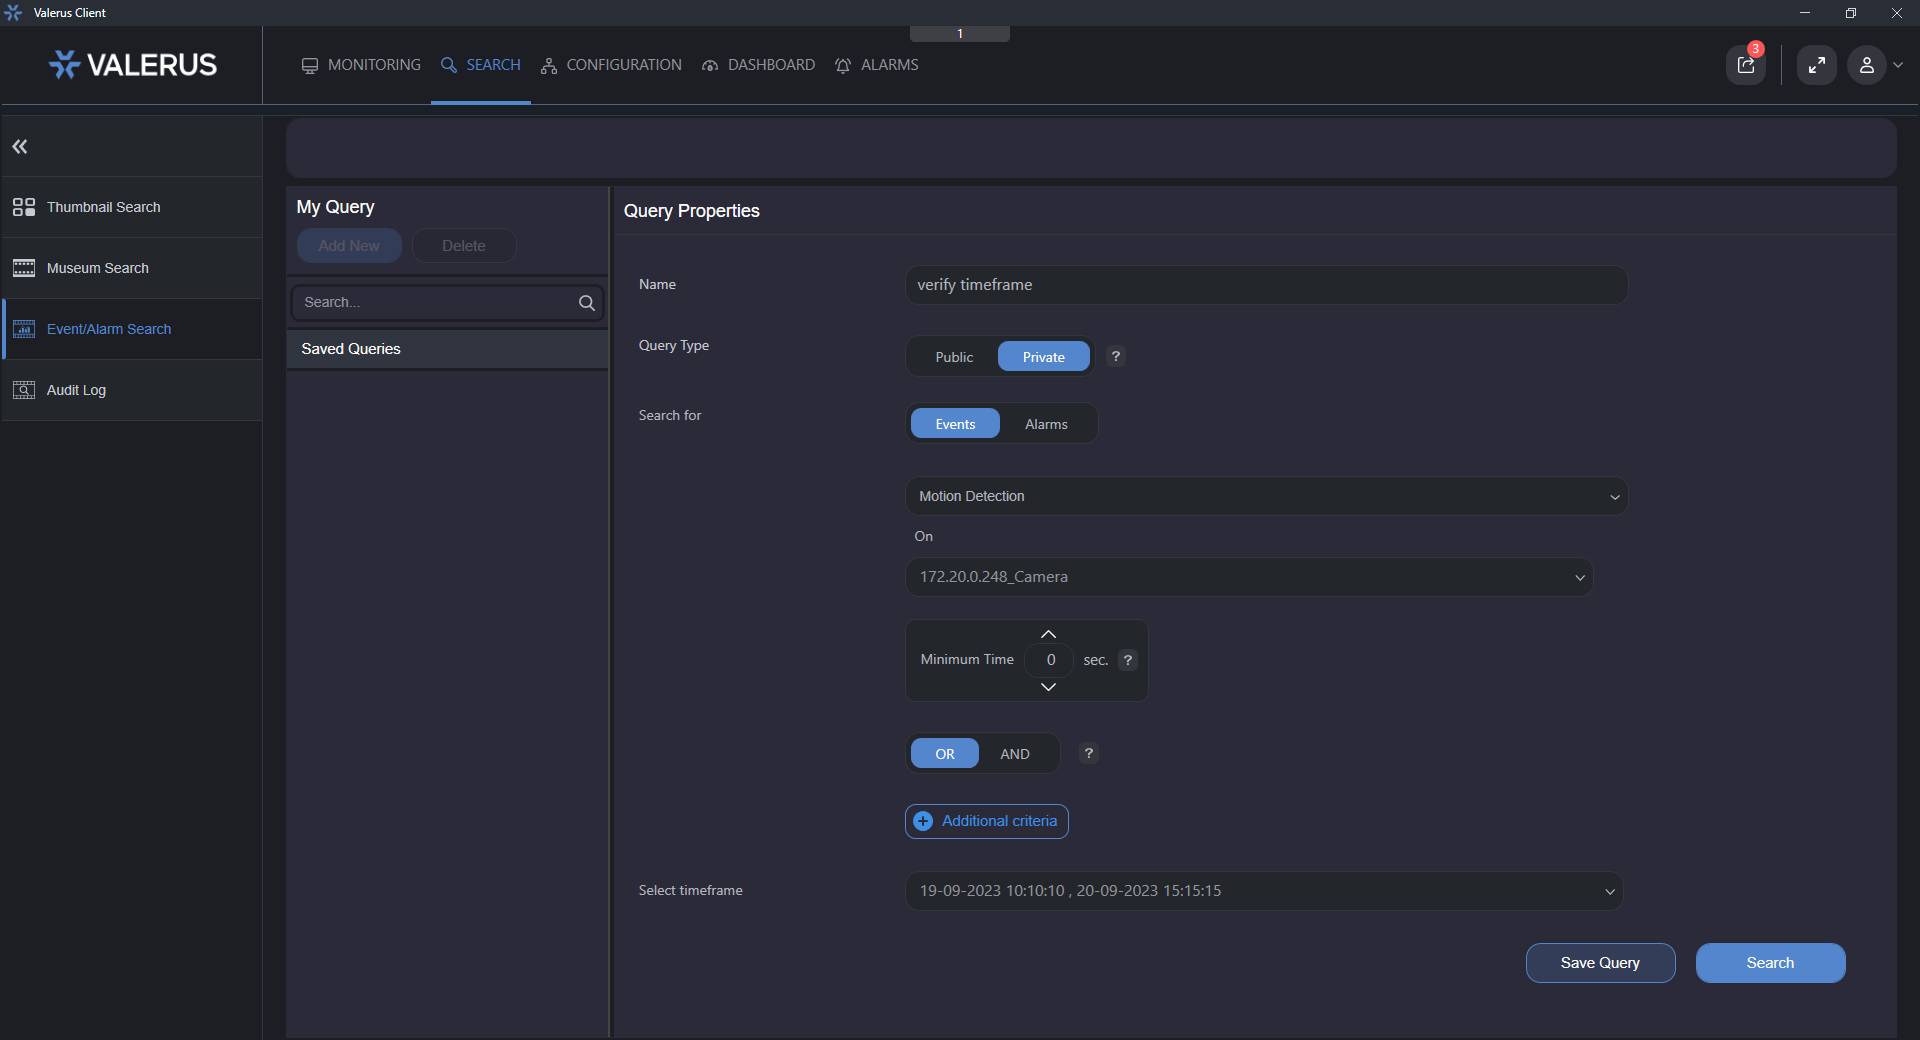 Valerus Client
1
VALERUS
MONITORING
SEARCH
CONFIGURATION
DASHBOARD
ALARMS
3
Thumbnail Search
Museum Search
Event/Alarm Search
Audit Log
My Query
Add New
Delete
Search...
Saved Queries
Query Properties
Name
verify timeframe
Query Type
Public
Private
?
Search for
Events
Alarms
Motion Detection
On
172.20.0.248_Camera
Minimum Time
0
sec.
?
OR
AND
?
Additional criteria
Select timeframe
19-09-2023 10:10:10 , 20-09-2023 15:15:15
Save Query
Search